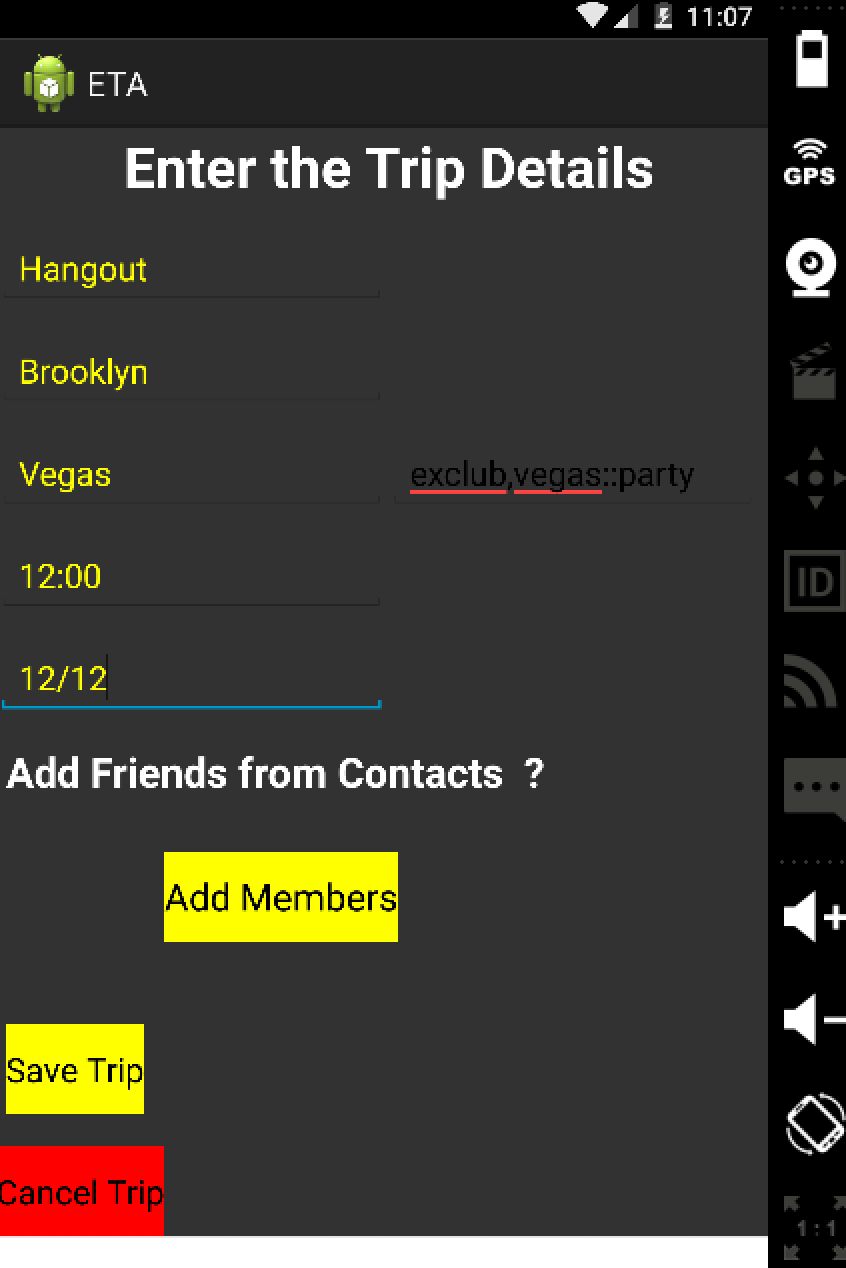 11:07
ETA
GPS
Enter the Trip Details
Hangout
Brooklyn
Vegas
exclub,vegas::party
12:00
ID
12/12
Add Friends from Contacts ?
Add Members
Save Trip
Cancel Trip
1:1